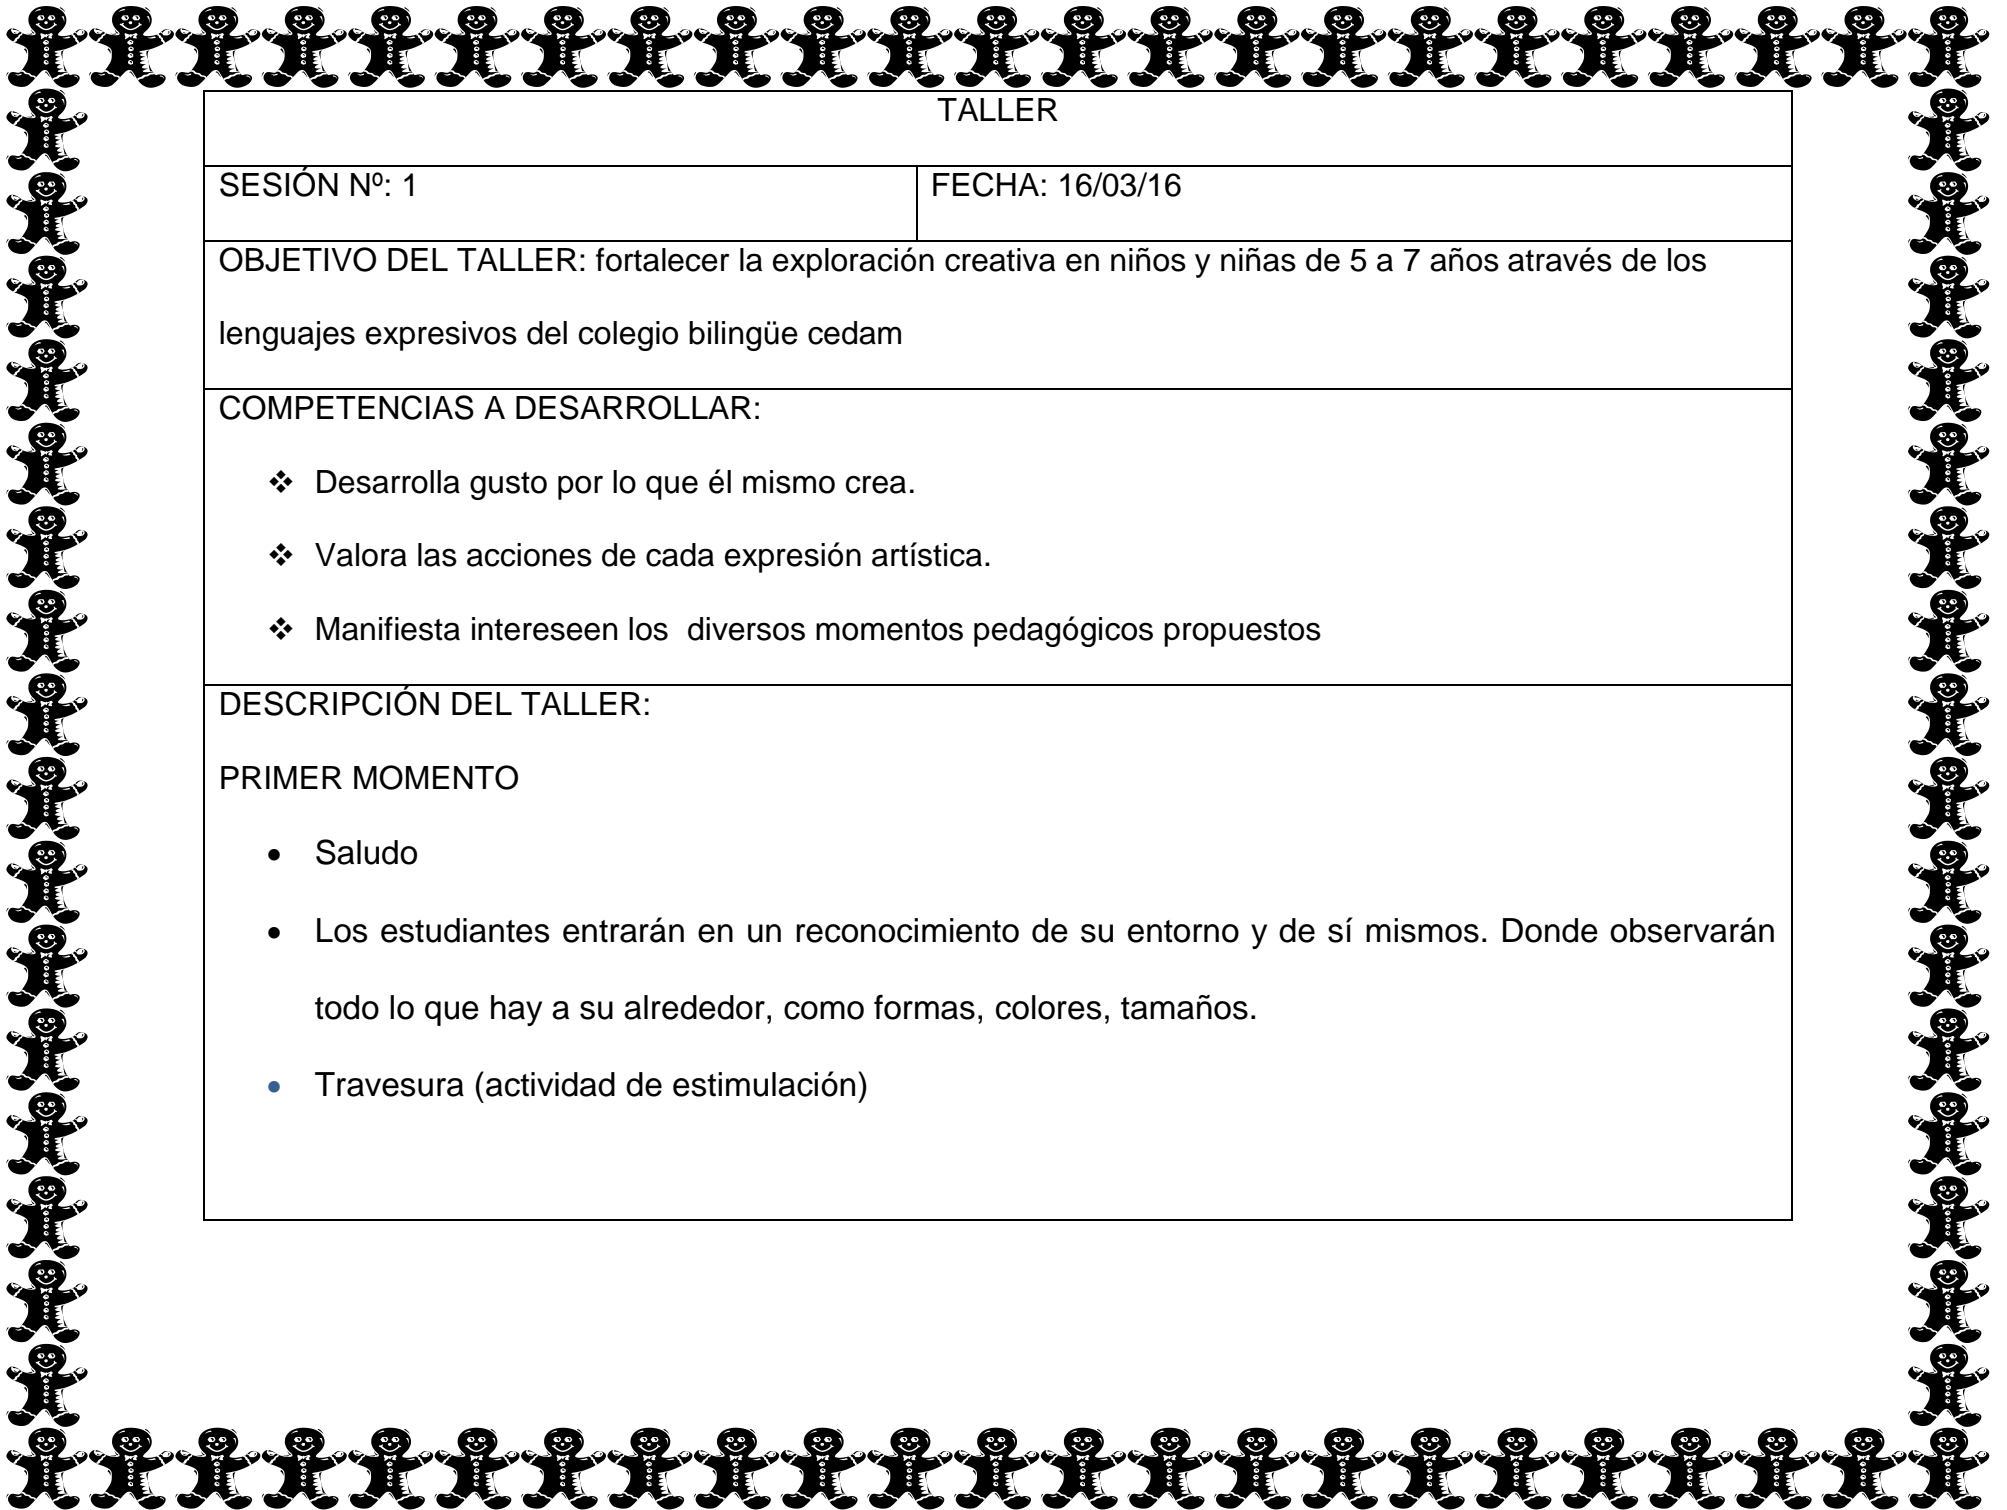 TALLER
SESIÓN Nº: 1
FECHA: 16/03/16
OBJETIVO DEL TALLER: fortalecer la exploración creativa en niños y niñas de 5 a 7 años através de los
lenguajes expresivos del colegio bilingüe cedam
COMPETENCIAS A DESARROLLAR:
❖ Desarrolla gusto por lo que él mismo crea.
❖ Valora las acciones de cada expresión artística.
❖ Manifiesta intereseen los  diversos momentos pedagógicos propuestos
DESCRIPCIÓN DEL TALLER:
PRIMER MOMENTO
• Saludo
• Los estudiantes entrarán en un reconocimiento de su entorno y de sí mismos. Donde observarán
todo lo que hay a su alrededor, como formas, colores, tamaños.
• Travesura (actividad de estimulación)